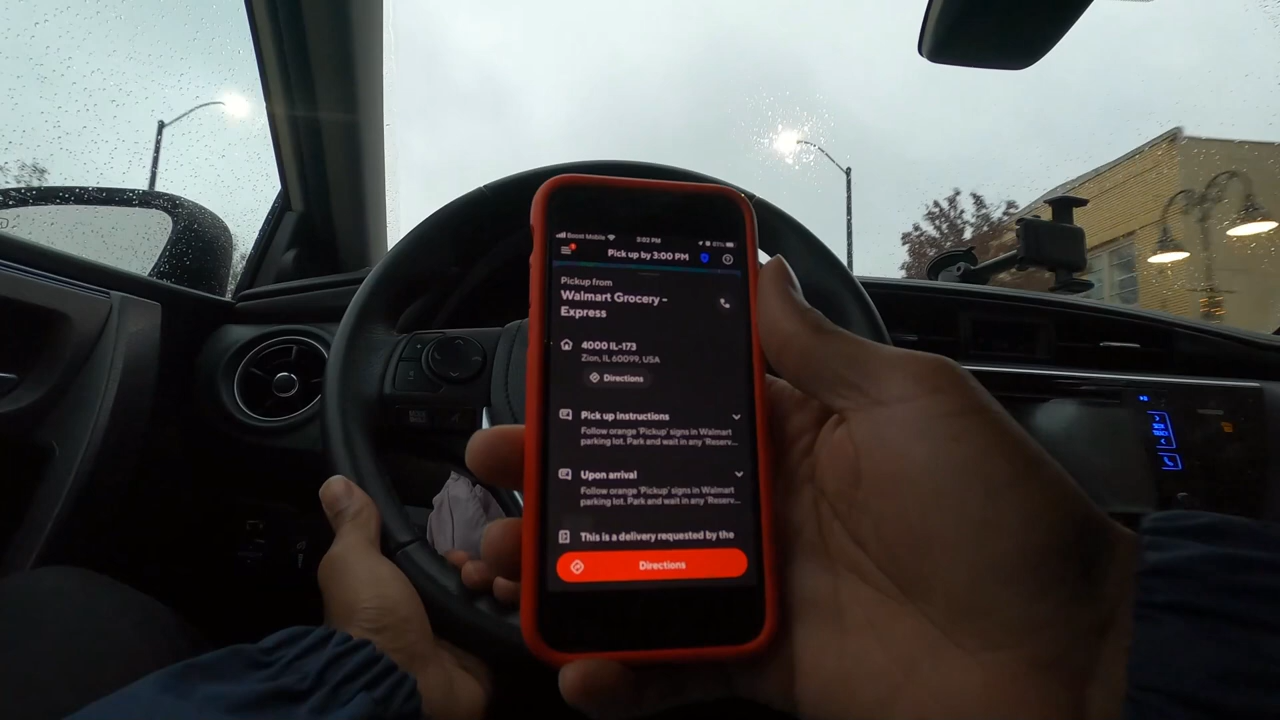 Boost Mobile 3:02 PM 61%
Pick up by 3:00 PM
Pickup from
Walmart Grocery -
Express
4000 IL-173
Zion, IL 60099, USA
Directions
Pick up instructions
Follow orange 'Pickup' signs in Walmart
parking lot. Park and wait in any 'Reserv...
Upon arrival
Follow orange 'Pickup' signs in Walmart
parking lot. Park and wait in any 'Reserv...
This is a delivery requested by the
Directions